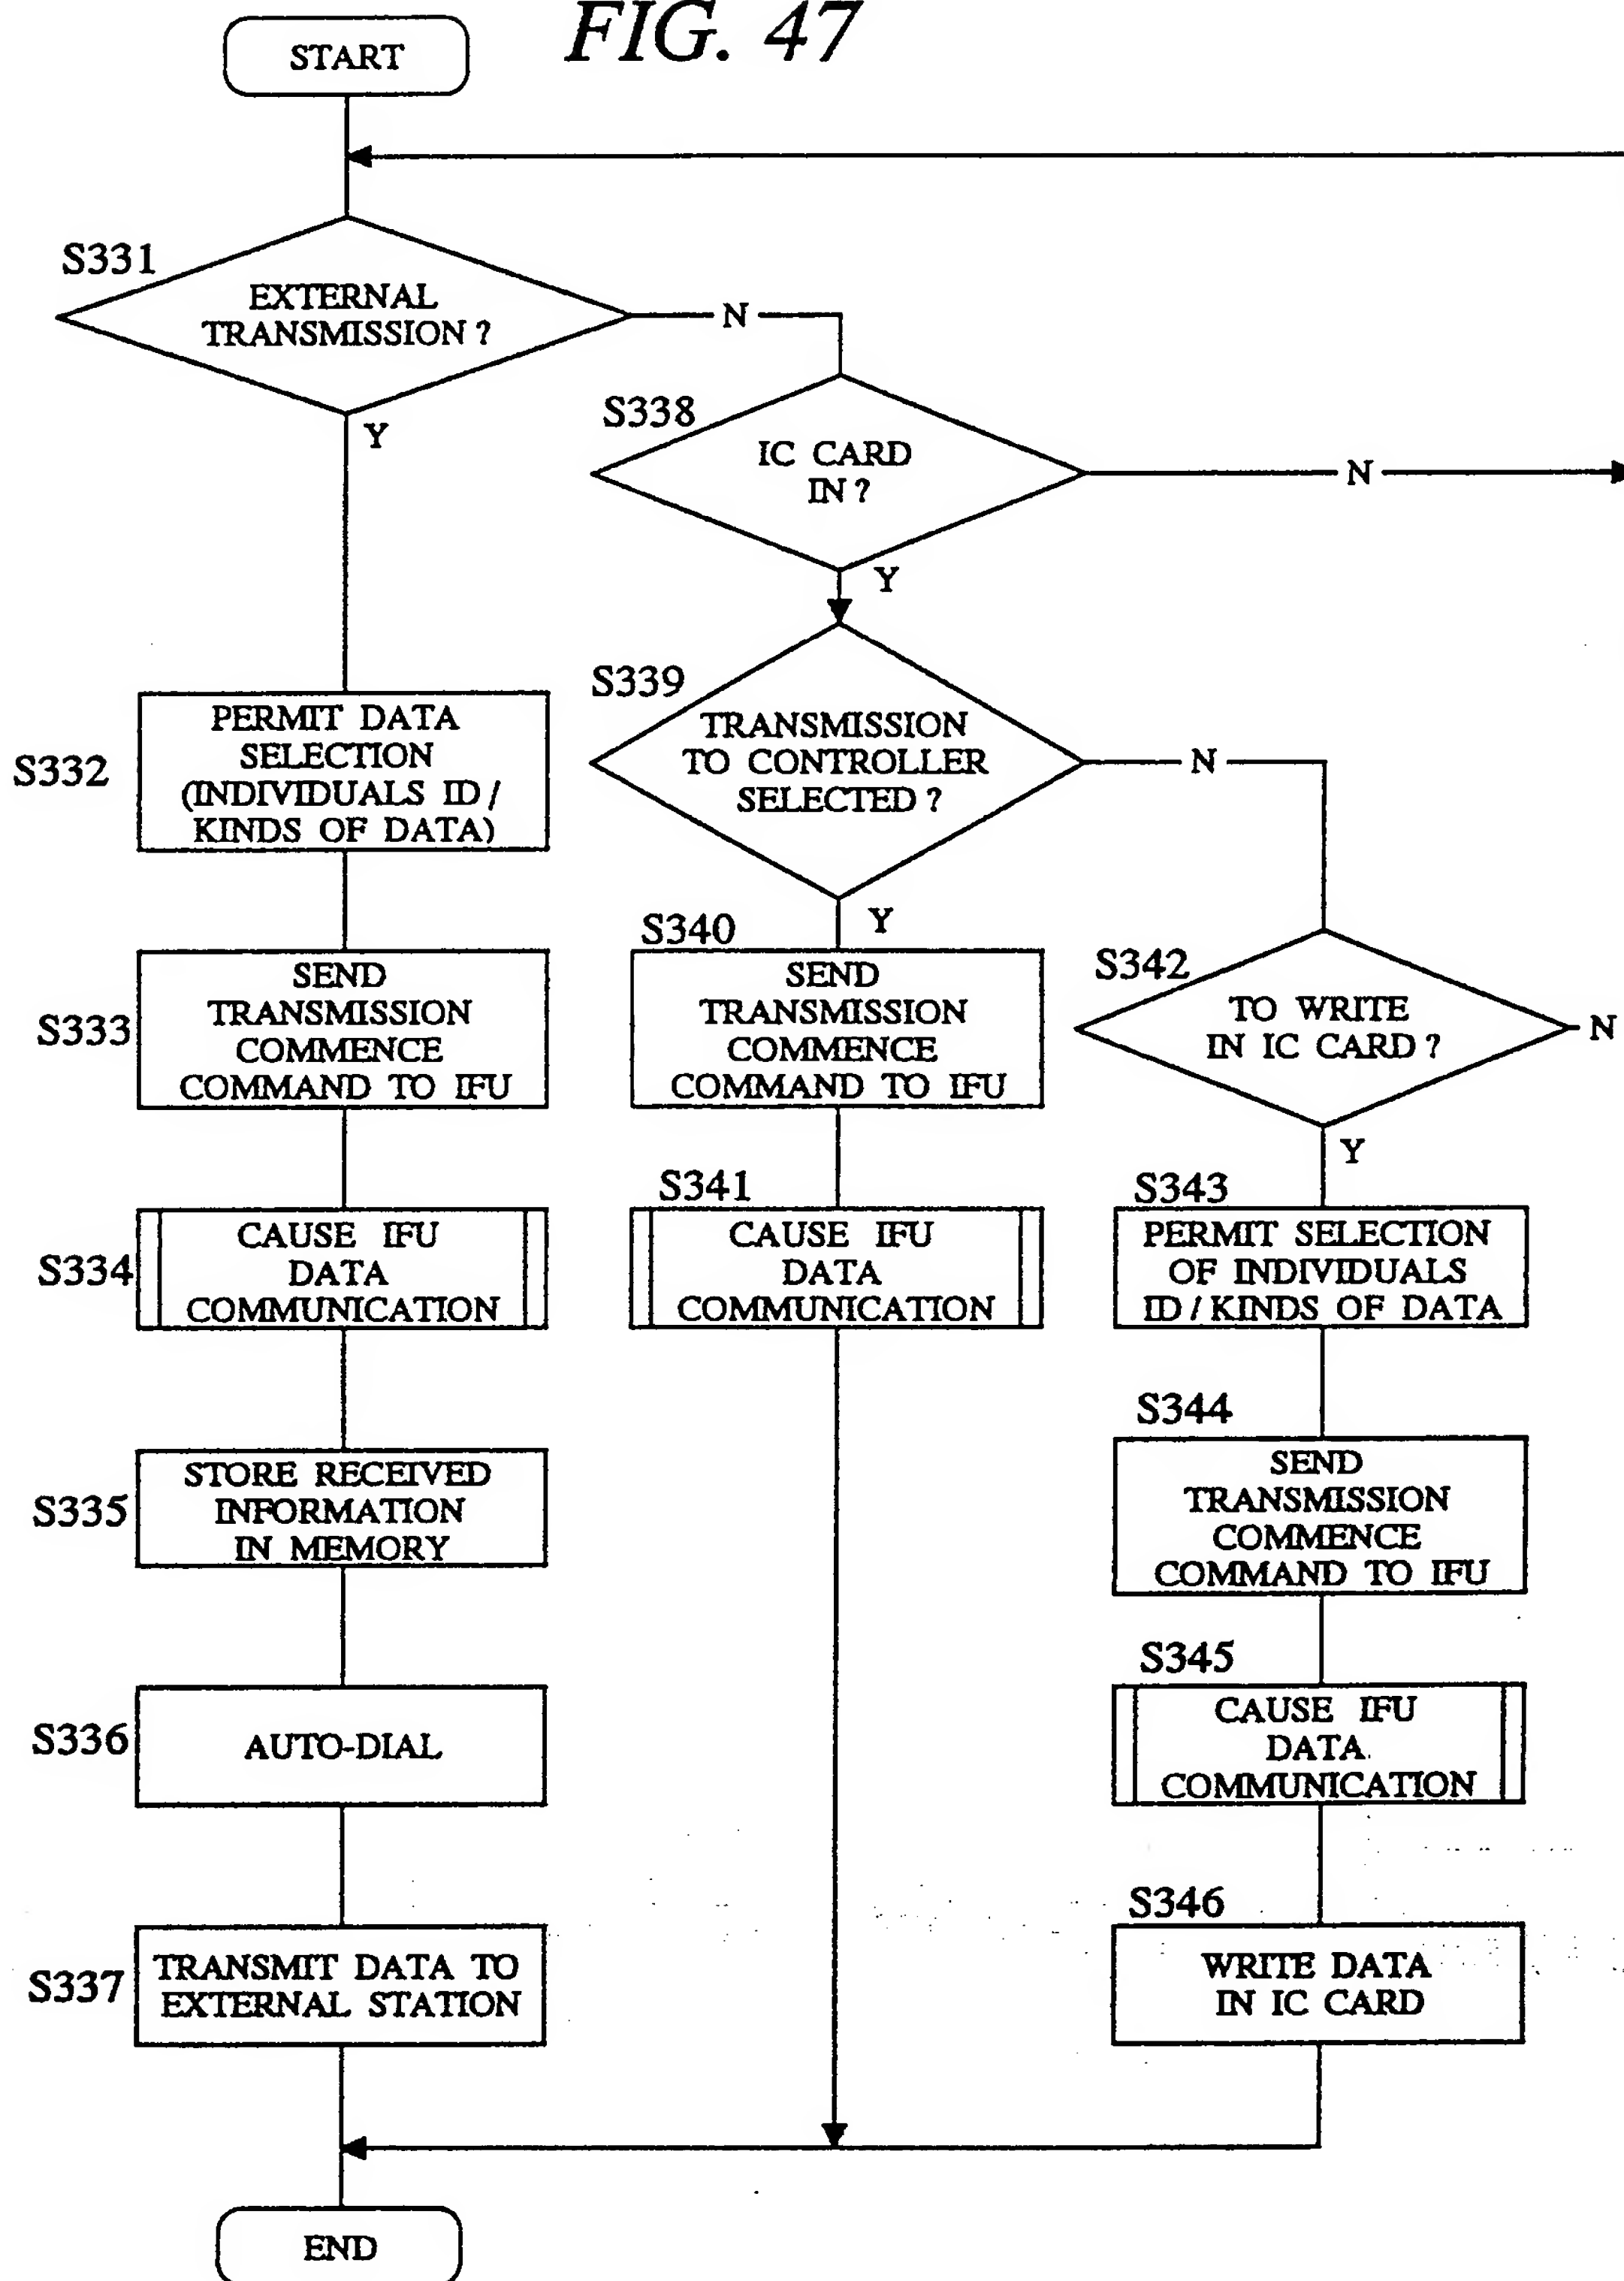 FIG. 47
START
S331
EXTERNAL
TRANSMISSION ?
N
Y
S338
IC CARD
IN ?
N
Y
S339
TRANSMISSION
TO CONTROLLER
SELECTED ?
N
Y
S332
PERMIT DATA
SELECTION
(INDIVIDUALS ID /
KINDS OF DATA)
S333
SEND
TRANSMISSION
COMMENCE
COMMAND TO IFU
S340
SEND
TRANSMISSION
COMMENCE
COMMAND TO IFU
S342
TO WRITE
IN IC CARD ?
N
Y
S334
CAUSE IFU
DATA
COMMUNICATION
S341
CAUSE IFU
DATA
COMMUNICATION
S343
PERMIT SELECTION
OF INDIVIDUALS
ID / KINDS OF DATA
S335
STORE RECEIVED
INFORMATION
IN MEMORY
S344
SEND
TRANSMISSION
COMMENCE
COMMAND TO IFU
S336
AUTO-DIAL
S345
CAUSE IFU
DATA
COMMUNICATION
S337
TRANSMIT DATA TO
EXTERNAL STATION
S346
WRITE DATA
IN IC CARD
END